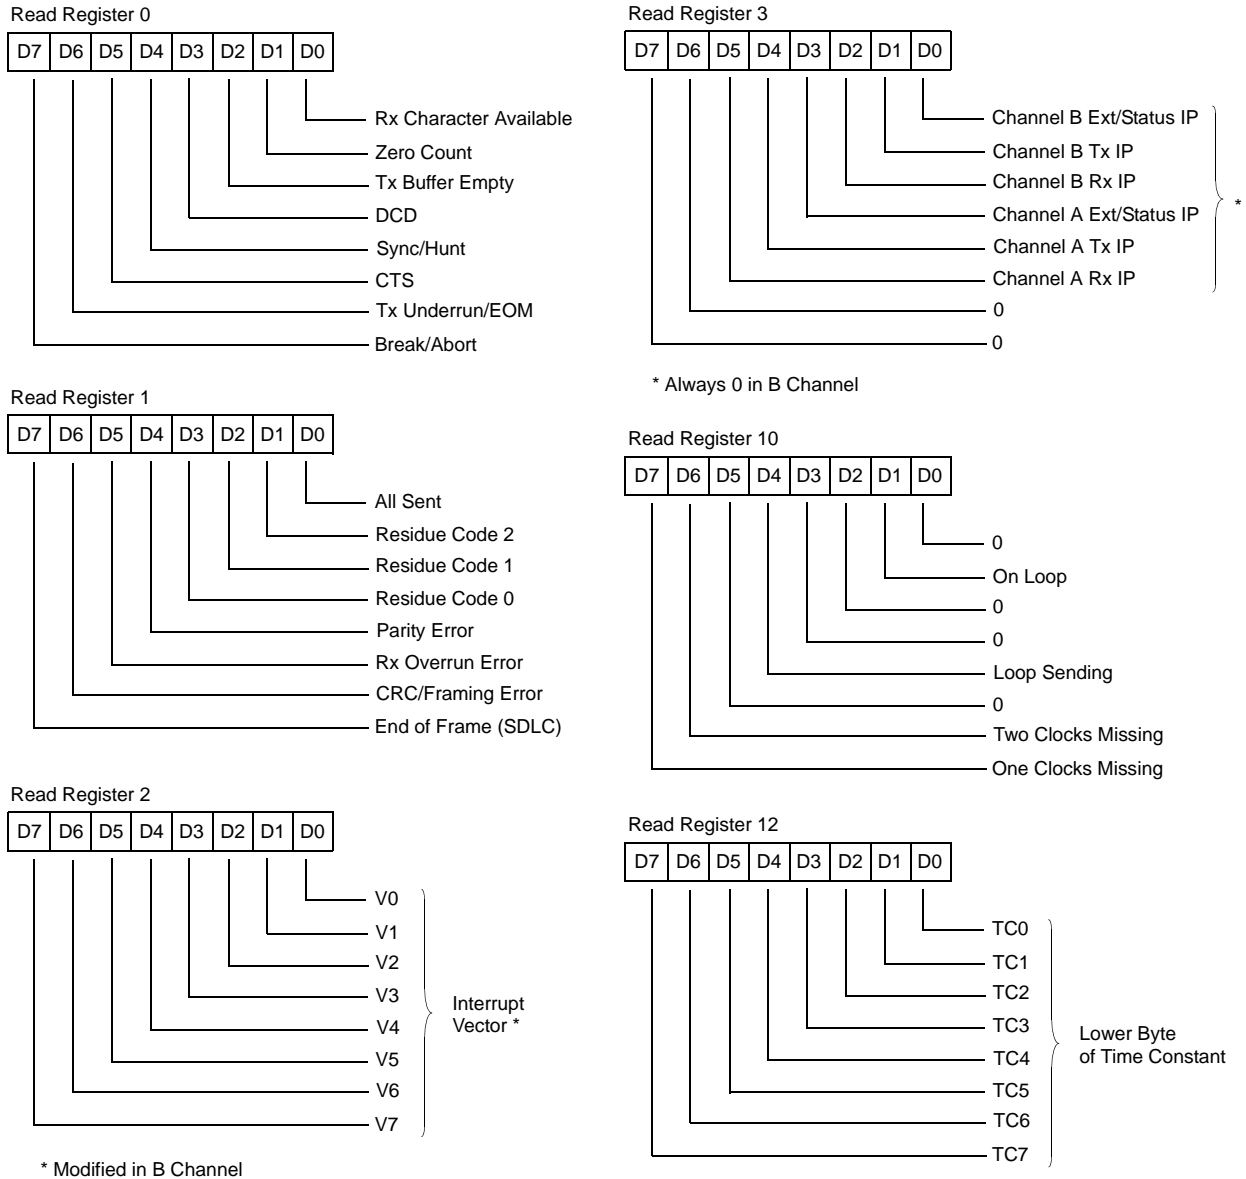 Read Register 0
D7 D6 D5 D4 D3 D2 D1 D0
Rx Character Available
Zero Count
Tx Buffer Empty
DCD
Sync/Hunt
CTS
Tx Underrun/EOM
Break/Abort
Read Register 1
D7 D6 D5 D4 D3 D2 D1 D0
All Sent
Residue Code 2
Residue Code 1
Residue Code 0
Parity Error
Rx Overrun Error
CRC/Framing Error
End of Frame (SDLC)
Read Register 2
D7 D6 D5 D4 D3 D2 D1 D0
V0
V1
V2
V3
V4
V5
V6
V7
Interrupt
Vector *
* Modified in B Channel
Read Register 3
D7 D6 D5 D4 D3 D2 D1 D0
Channel B Ext/Status IP
Channel B Tx IP
Channel B Rx IP
Channel A Ext/Status IP
Channel A Tx IP
Channel A Rx IP
0
0
*
* Always 0 in B Channel
Read Register 10
D7 D6 D5 D4 D3 D2 D1 D0
0
On Loop
0
0
Loop Sending
0
Two Clocks Missing
One Clocks Missing
Read Register 12
D7 D6 D5 D4 D3 D2 D1 D0
TC0
TC1
TC2
TC3
TC4
TC5
TC6
TC7
Lower Byte
of Time Constant